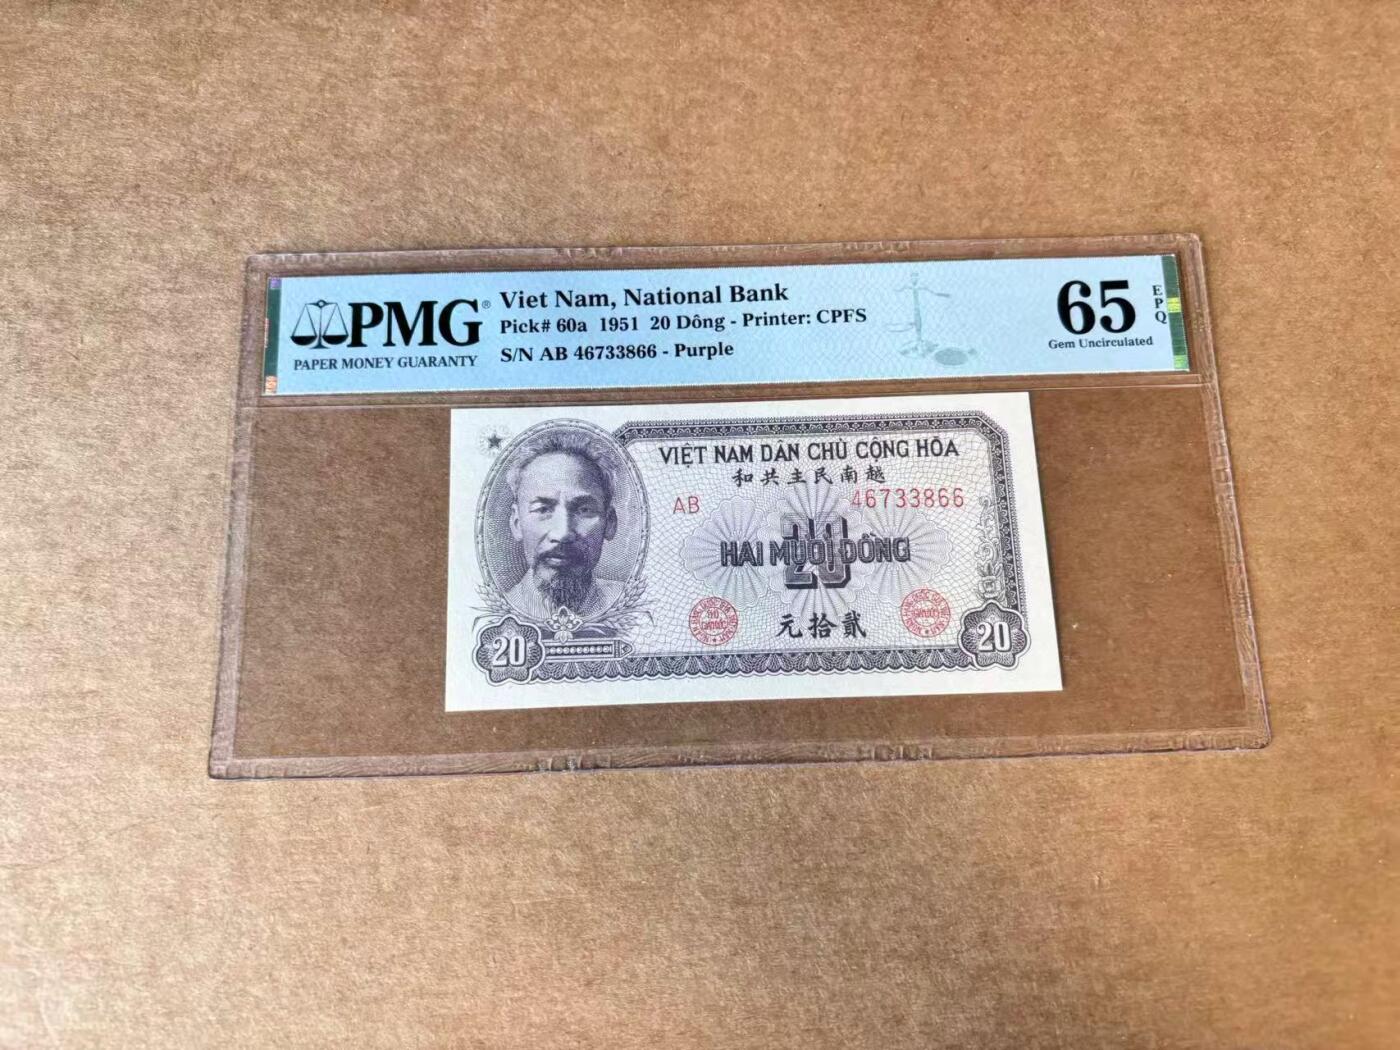 PMG®
PAPER MONEY GUARANTY
Viet Nam, National Bank
Pick# 60a 1951 20 Dông - Printer: CPFS
S/N AB 46733866 - Purple
65
EPQ
Gem Uncirculated
VIỆT NAM DÂN CHỦ CỘNG HÒA
和共主民南越
AB 46733866
20
HAI MƯƠI ĐỒNG
元拾貳
20
20